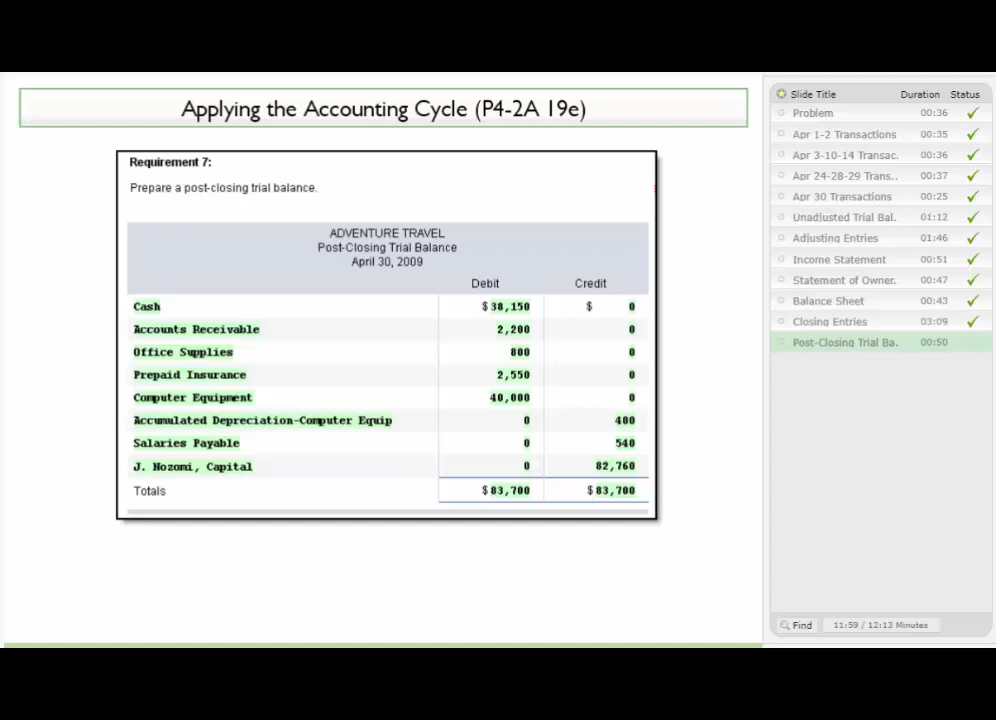 Applying the Accounting Cycle (P4-2A 19e)
Requirement 7:
Prepare a post-closing trial balance.
ADVENTURE TRAVEL
Post-Closing Trial Balance
April 30, 2009
Debit Credit
Cash $ 38,150 $ 0
Accounts Receivable 2,200 0
Office Supplies 800 0
Prepaid Insurance 2,550 0
Computer Equipment 40,000 0
Accumulated Depreciation-Computer Equip 0 400
Salaries Payable 0 540
J. Nozomi, Capital 0 82,760
Totals $ 83,700 $ 83,700
Slide Title Duration Status
Problem 00:36
Apr 1-2 Transactions 00:35
Apr 3-10-14 Transac. 00:36
Apr 24-28-29 Trans.. 00:37
Apr 30 Transactions 00:25
Unadjusted Trial Bal. 01:12
Adjusting Entries 01:46
Income Statement 00:51
Statement of Owner. 00:47
Balance Sheet 00:43
Closing Entries 03:09
Post-Closing Trial Ba. 00:50
Find 11:59 / 12:13 Minutes